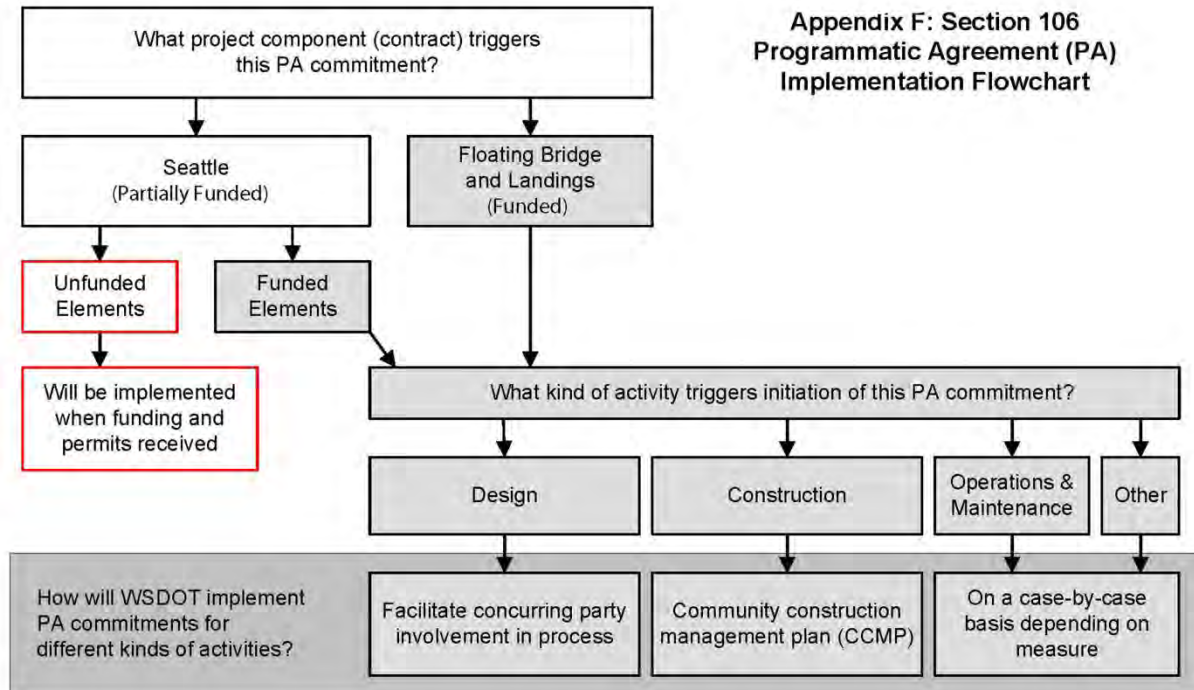 Appendix F: Section 106
Programmatic Agreement (PA)
Implementation Flowchart
What project component (contract) triggers
this PA commitment?
Seattle
(Partially Funded)
Floating Bridge
and Landings
(Funded)
Unfunded
Elements
Funded
Elements
Will be implemented
when funding and
permits received
What kind of activity triggers initiation of this PA commitment?
Design
Construction
Operations &
Maintenance
Other
How will WSDOT implement
PA commitments for
different kinds of activities?
Facilitate concurring party
involvement in process
Community construction
management plan (CCMP)
On a case-by-case
basis depending on
measure